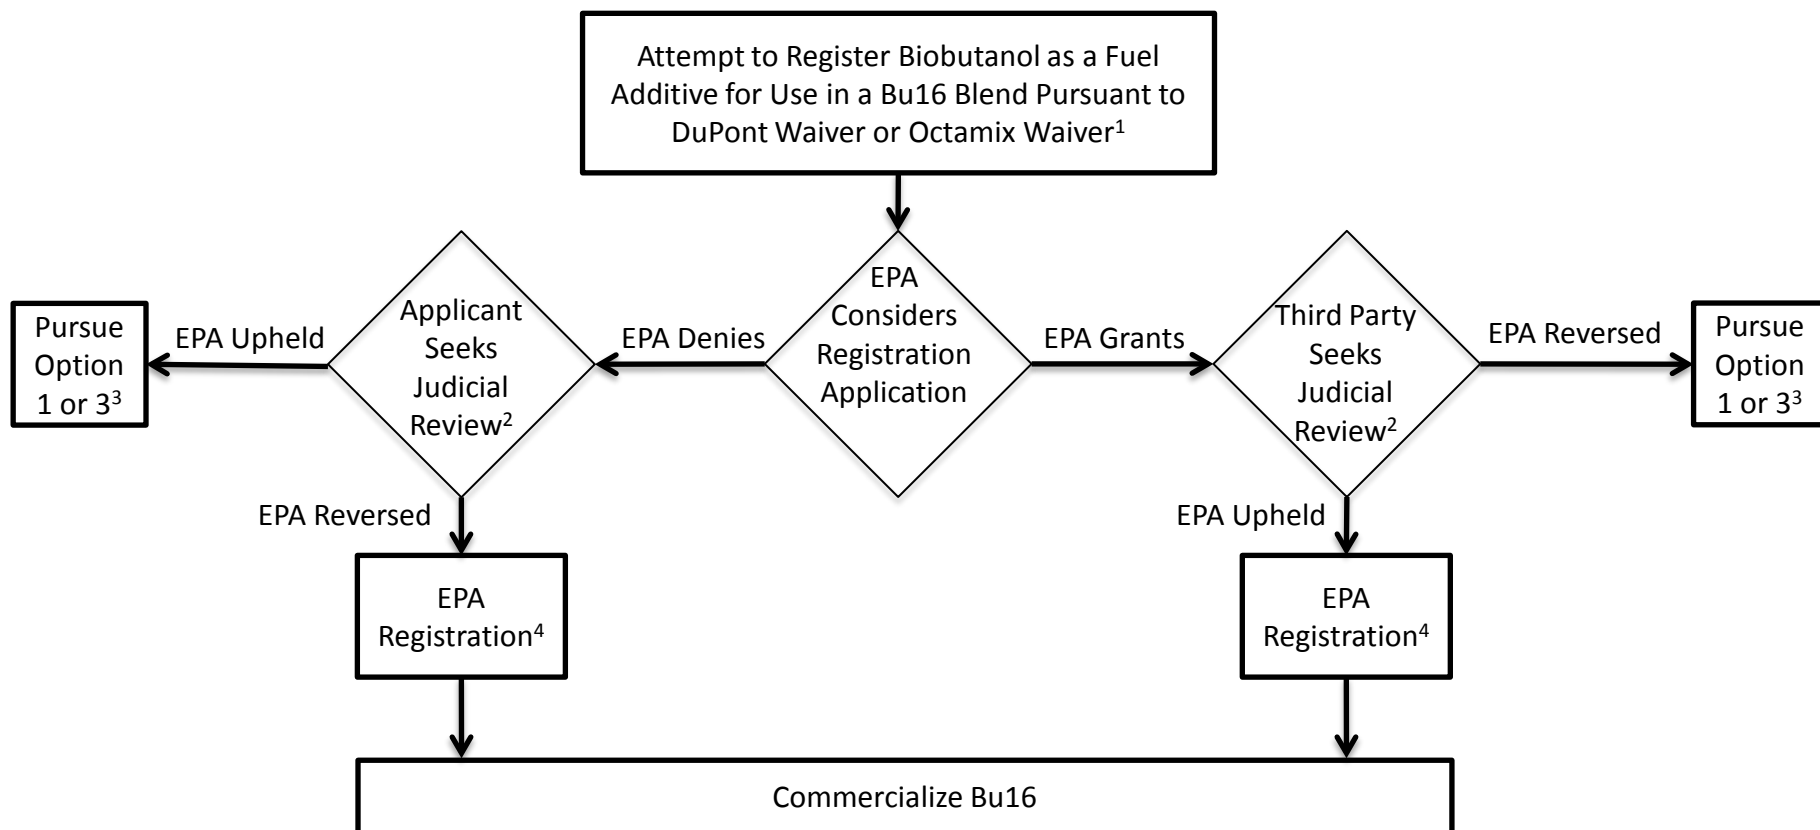 Attempt to Register Biobutanol as a Fuel
Additive for Use in a Bu16 Blend Pursuant to
DuPont Waiver or Octamix Waiver¹
Pursue
Option
1 or 3³
EPA Upheld
Applicant
Seeks
Judicial
Review²
EPA Denies
EPA
Considers
Registration
Application
EPA Grants
Third Party
Seeks
Judicial
Review²
EPA Reversed
Pursue
Option
1 or 3³
EPA Reversed
EPA Upheld
EPA
Registration⁴
EPA
Registration⁴
Commercialize Bu16